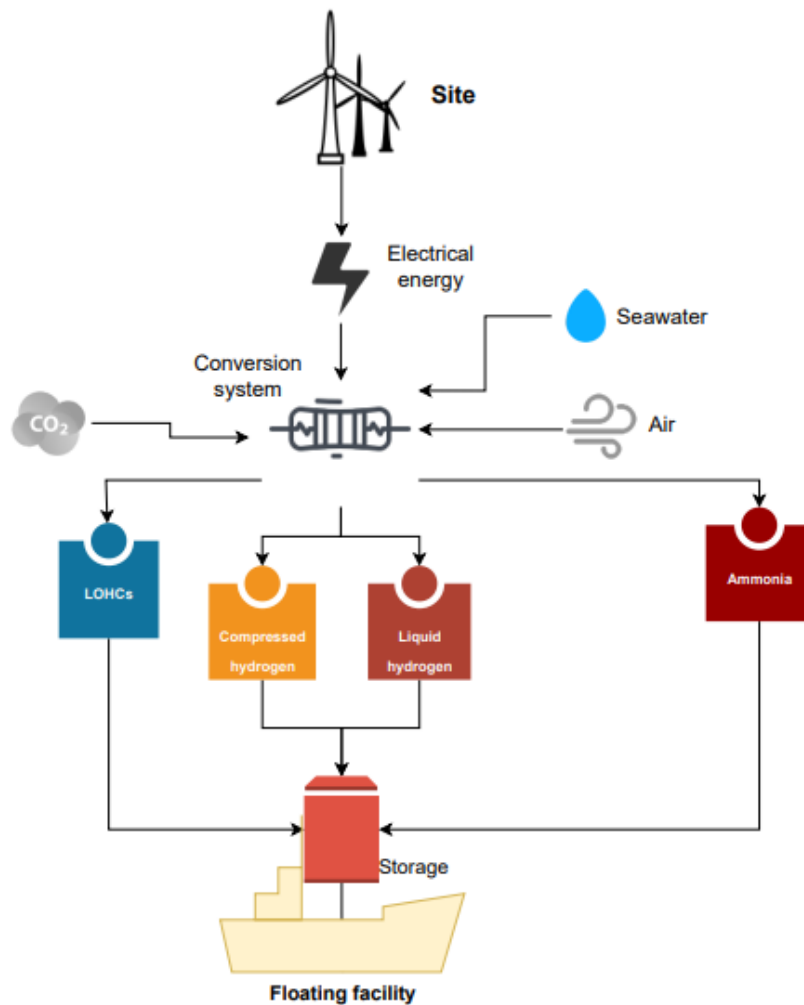 Site
Electrical
energy
Seawater
Conversion
system
CO₂
Air
LOHCs
Ammonia
Compressed
hydrogen
Liquid
hydrogen
Storage
Floating facility